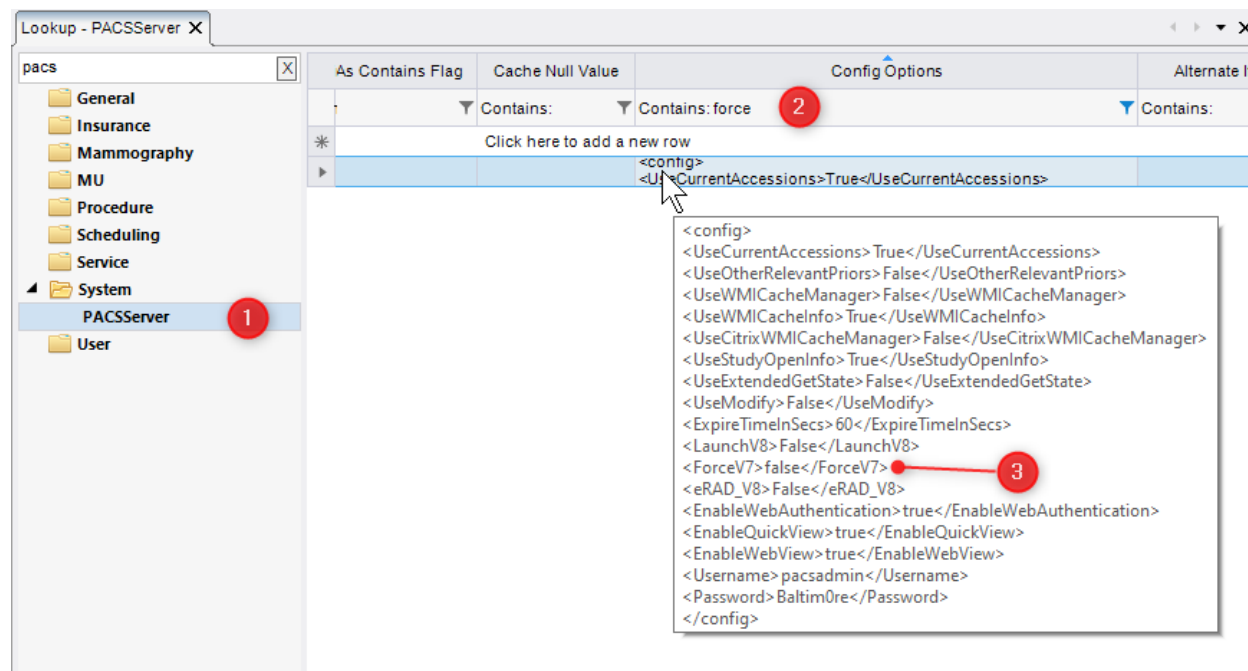 Lookup - PACSServer X
pacs X
General
Insurance
Mammography
MU
Procedure
Scheduling
Service
System
PACSServer 1
User
As Contains Flag Cache Null Value Config Options Alternate I
Contains: Contains: force 2 Contains:
Click here to add a new row
<config>
<UseCurrentAccessions>True</UseCurrentAccessions>
<config>
<UseCurrentAccessions>True</UseCurrentAccessions>
<UseOtherRelevantPriors>False</UseOtherRelevantPriors>
<UseWMICacheManager>False</UseWMICacheManager>
<UseWMICacheInfo>True</UseWMICacheInfo>
<UseCitrixWMICacheManager>False</UseCitrixWMICacheManager>
<UseStudyOpenInfo>True</UseStudyOpenInfo>
<UseExtendedGetState>False</UseExtendedGetState>
<UseModify>False</UseModify>
<ExpireTimeInSecs>60</ExpireTimeInSecs>
<LaunchV8>False</LaunchV8>
<ForceV7>false</ForceV7> 3
<eRAD_V8>False</eRAD_V8>
<EnableWebAuthentication>true</EnableWebAuthentication>
<EnableQuickView>true</EnableQuickView>
<EnableWebView>true</EnableWebView>
<Username>pacsadmin</Username>
<Password>Baltim0re</Password>
</config>